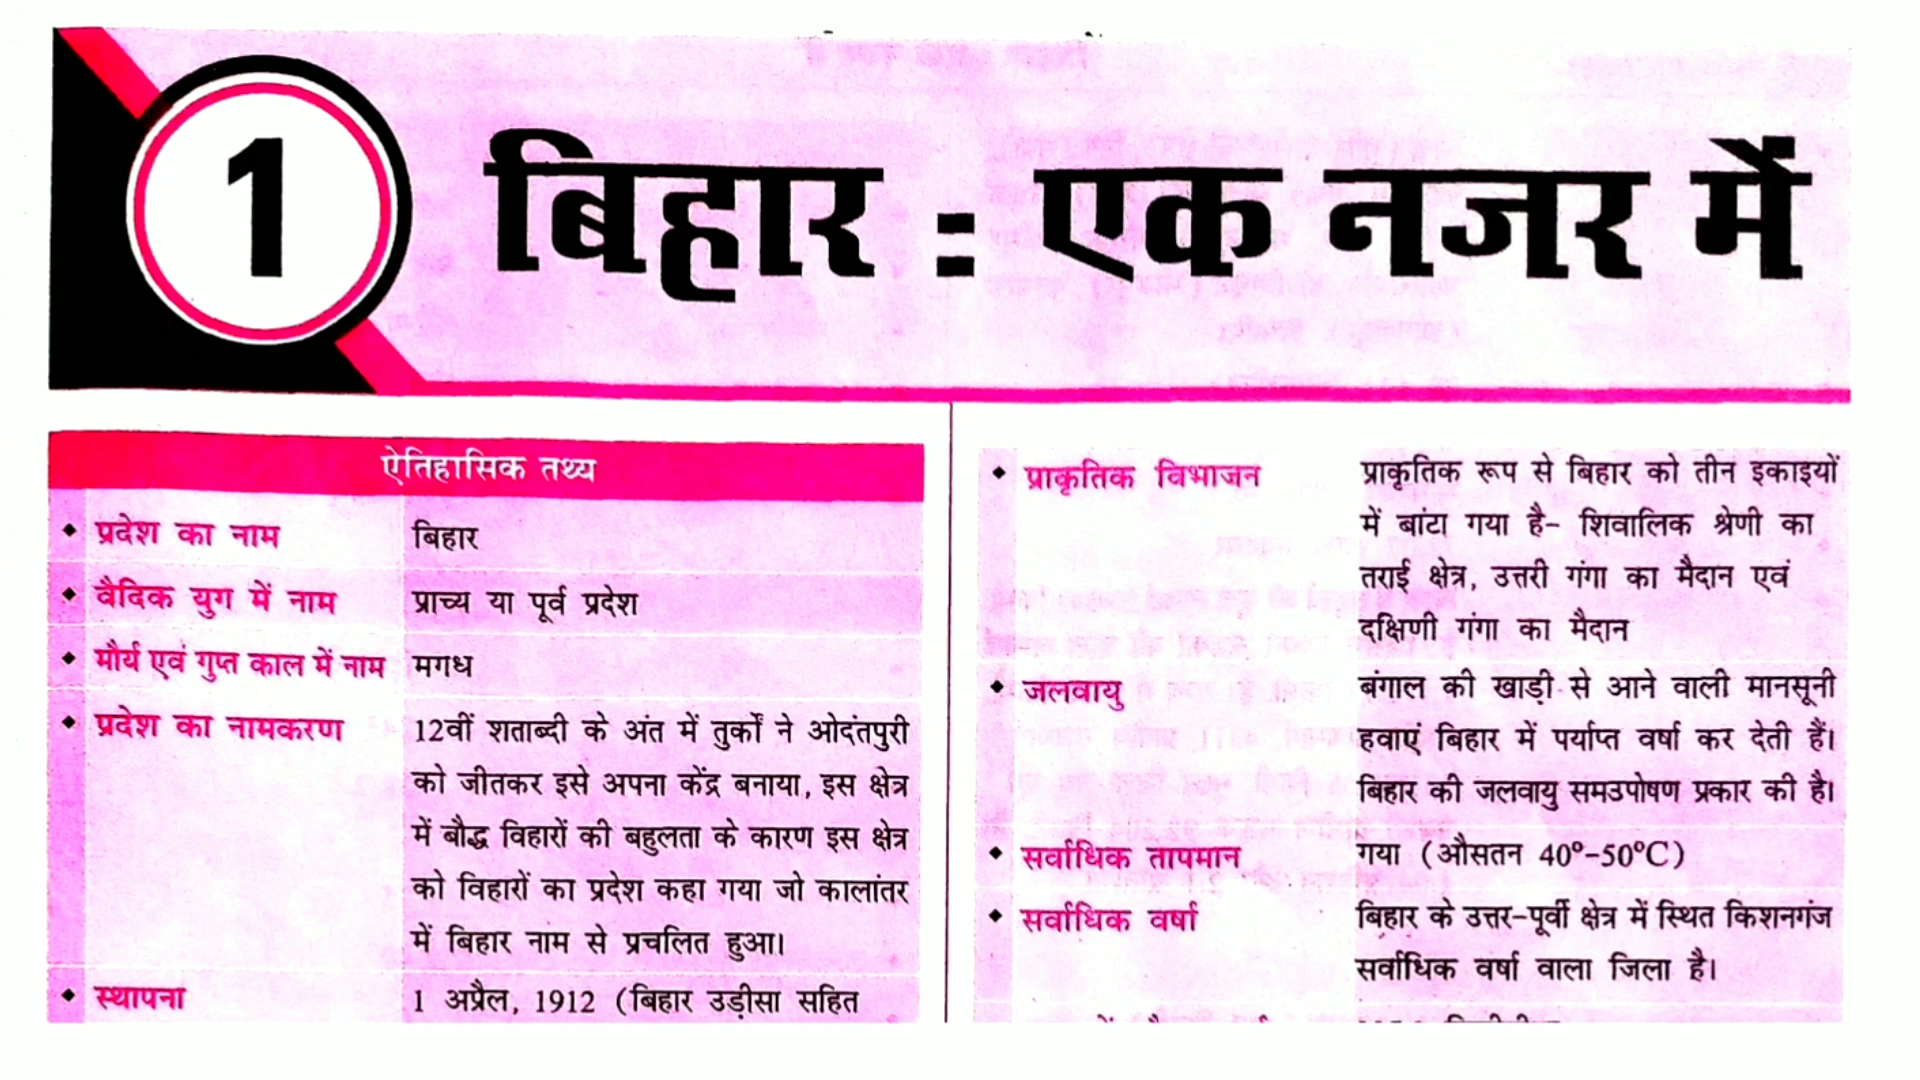 1
बिहार : एक नजर में
ऐतिहासिक तथ्य
♦ प्रदेश का नाम बिहार
♦ वैदिक युग में नाम प्राच्य या पूर्व प्रदेश
♦ मौर्य एवं गुप्त काल में नाम मगध
♦ प्रदेश का नामकरण 12वीं शताब्दी के अंत में तुर्कों ने ओदंतपुरी
को जीतकर इसे अपना केंद्र बनाया, इस क्षेत्र
में बौद्ध विहारों की बहुलता के कारण इस क्षेत्र
को विहारों का प्रदेश कहा गया जो कालांतर
में बिहार नाम से प्रचलित हुआ।
♦ स्थापना 1 अप्रैल, 1912 (बिहार उड़ीसा सहित
♦ प्राकृतिक विभाजन प्राकृतिक रूप से बिहार को तीन इकाइयों
में बांटा गया है- शिवालिक श्रेणी का
तराई क्षेत्र, उत्तरी गंगा का मैदान एवं
दक्षिणी गंगा का मैदान
♦ जलवायु बंगाल की खाड़ी से आने वाली मानसूनी
हवाएं बिहार में पर्याप्त वर्षा कर देती हैं।
बिहार की जलवायु समउपोषण प्रकार की है।
♦ सर्वाधिक तापमान गया (औसतन 40º-50ºC)
♦ सर्वाधिक वर्षा बिहार के उत्तर-पूर्वी क्षेत्र में स्थित किशनगंज
सर्वाधिक वर्षा वाला जिला है।